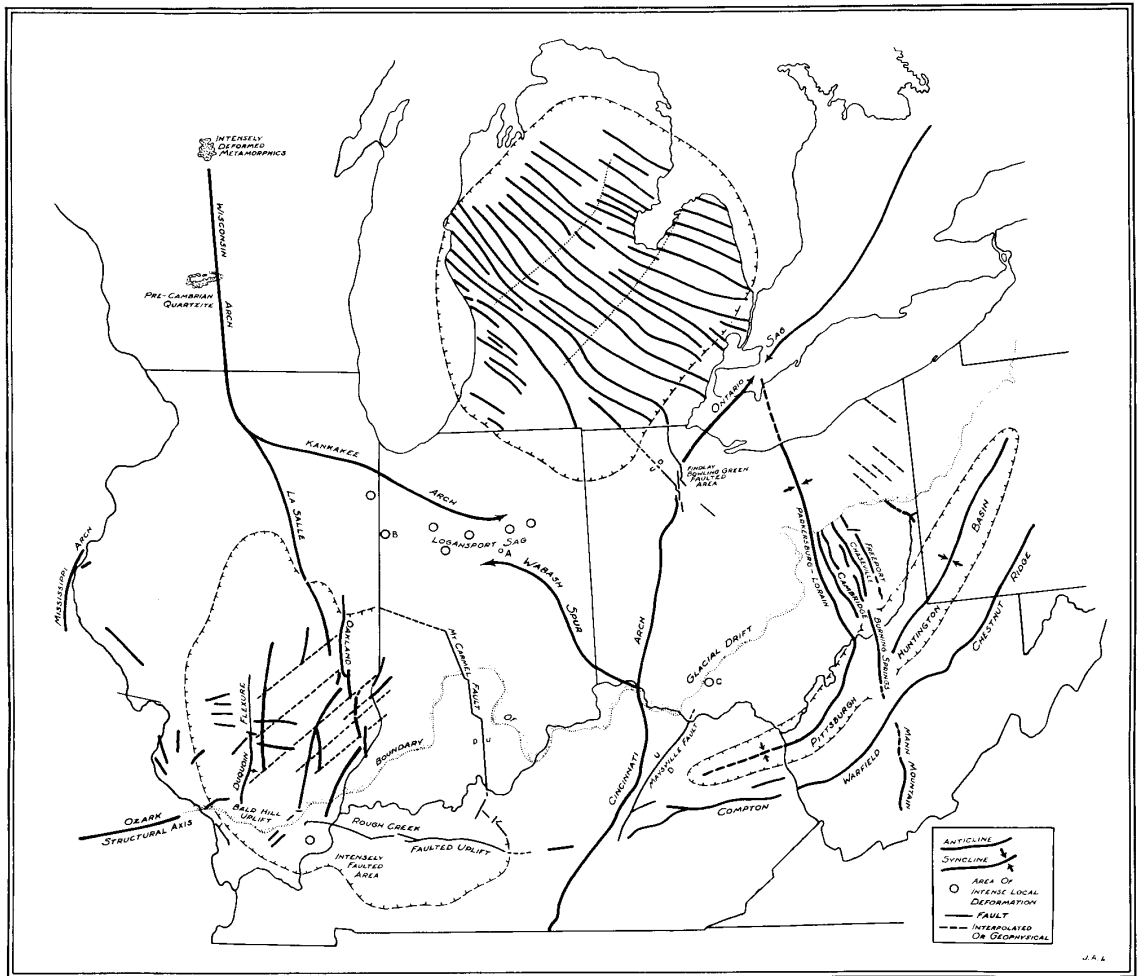 INTENSELY
DEFORMED
METAMORPHICS
WISCONSIN
ARCH
PRE-CAMBRIAN
QUARTZITE
SAG
ONTARIO
KANKAKEE
ARCH
FINDLAY
BOWLING GREEN
FAULTED
AREA
U
D
LA SALLE
B
LOGANSPORT SAG
A
WABASH
SPUR
ARCH
CINCINNATI
PARKERSBURG-LORAIN
CAMBRIDGE
CHASEVILLE
FREEPORT
BURNING SPRINGS
BASIN
HUNTINGTON
PITTSBURGH
CHESTNUT
RIDGE
MISSISSIPPI
ARCH
OAKLAND
MT CARMEL FAULT
D U
GLACIAL DRIFT
C
OF
BOUNDARY
DUQUOIN
FLEXURE
MAYSVILLE FAULT
U
D
WARFIELD
MANN MOUNTAIN
COMPTON
BALD HILL
UPLIFT
OZARK
STRUCTURAL AXIS
ROUGH CREEK
FAULTED UPLIFT
INTENSELY
FAULTED
AREA
ANTICLINE
SYNCLINE
AREA OF
INTENSE LOCAL
DEFORMATION
FAULT
INTERPOLATED
OR GEOPHYSICAL
J.A.L